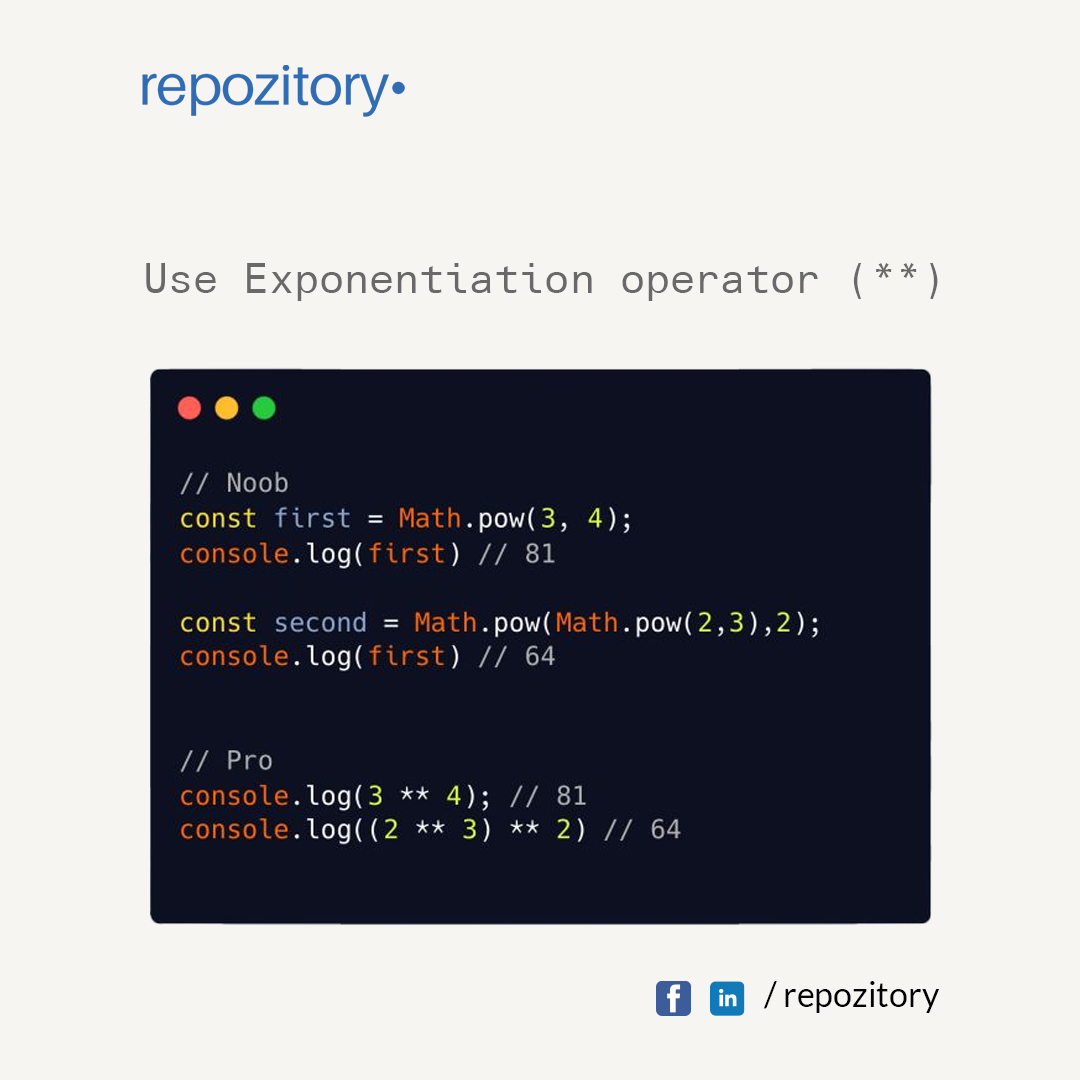 repozitory•
Use Exponentiation operator (**)
// Noob
const first = Math.pow(3, 4);
console.log(first) // 81
const second = Math.pow(Math.pow(2,3),2);
console.log(first) // 64
// Pro
console.log(3 ** 4); // 81
console.log((2 ** 3) ** 2) // 64
f in / repozitory